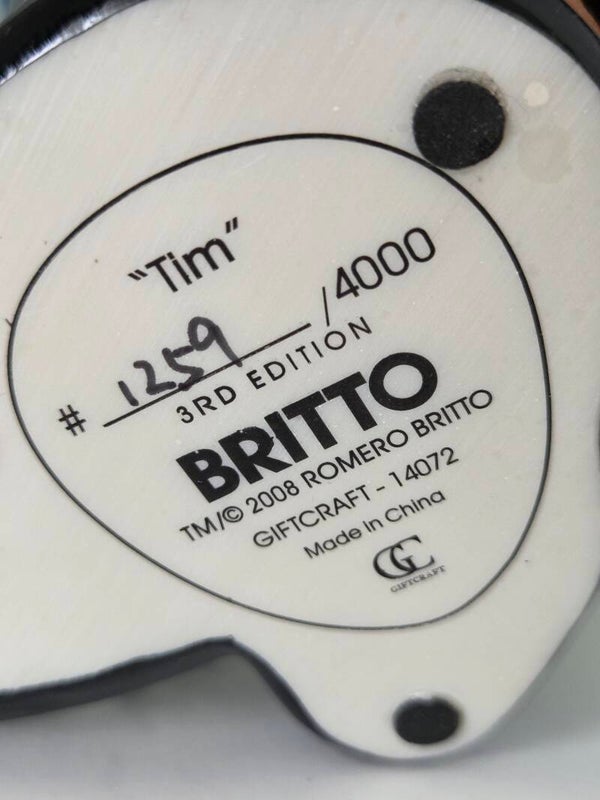 "Tim"
# 1259 /4000
3RD EDITION
BRITTO
TM/© 2008 ROMERO BRITTO
GIFTCRAFT - 14072
Made In China
GC
GIFTCRAFT